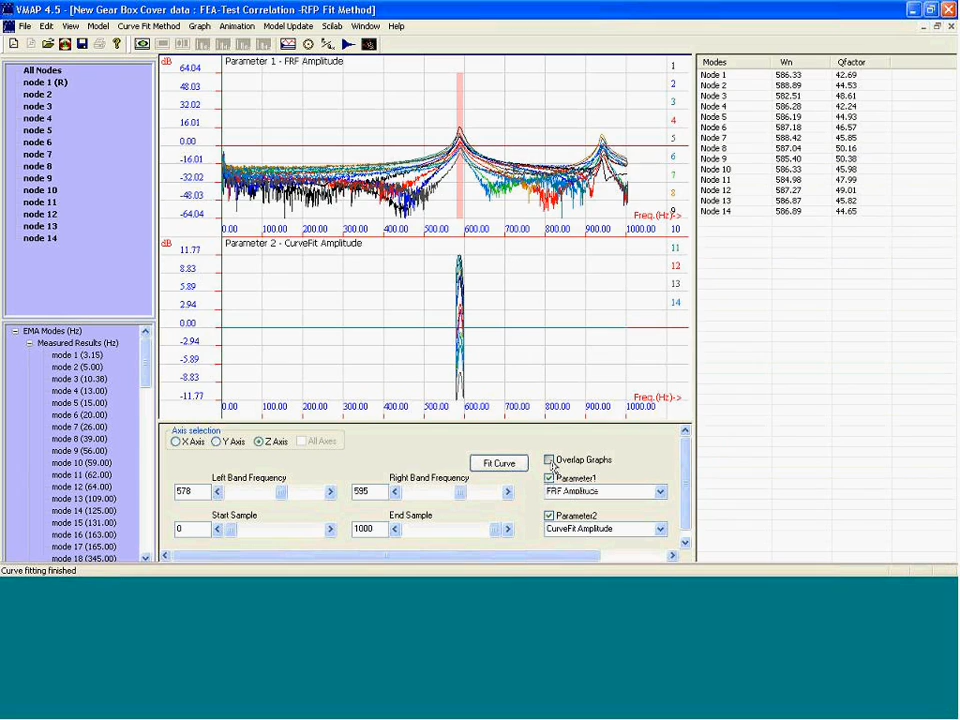 VMAP 4.5 - [New Gear Box Cover data : FEA-Test Correlation -RFP Fit Method]
File Edit View Model Curve Fit Method Graph Animation Model Update Scilab Window Help
All Nodes
node 1 (R)
node 2
node 3
node 4
node 5
node 6
node 7
node 8
node 9
node 10
node 11
node 12
node 13
node 14
EMA Modes (Hz)
Measured Results (Hz)
mode 1 (3.15)
mode 2 (5.00)
mode 3 (10.38)
mode 4 (13.00)
mode 5 (15.00)
mode 6 (20.00)
mode 7 (26.00)
mode 8 (39.00)
mode 9 (56.00)
mode 10 (59.00)
mode 11 (62.00)
mode 12 (64.00)
mode 13 (109.00)
mode 14 (125.00)
mode 15 (131.00)
mode 16 (163.00)
mode 17 (165.00)
mode 18 (345.00)
dB Parameter 1 - FRF Amplitude
64.04
48.03
32.02
16.01
0.00
-16.01
-32.02
-48.03
-64.04
Freq.(Hz)->
0.00 100.00 200.00 300.00 400.00 500.00 600.00 700.00 800.00 900.00 1000.00
1
2
3
4
5
6
7
8
9
10
11
12
13
14
dB Parameter 2 - CurveFit Amplitude
11.77
8.83
5.89
2.94
0.00
-2.94
-5.89
-8.83
-11.77
Freq.(Hz)->
0.00 100.00 200.00 300.00 400.00 500.00 600.00 700.00 800.00 900.00 1000.00
Axis selection
X Axis Y Axis Z Axis All Axes
Fit Curve
Overlap Graphs
Left Band Frequency Right Band Frequency
Parameter1
578 595
FRF Amplitude
Start Sample End Sample
Parameter2
0 1000
CurveFit Amplitude
Modes Wn Qfactor
Node 1 586.33 42.69
Node 2 588.89 44.53
Node 3 582.51 48.61
Node 4 586.28 42.24
Node 5 586.19 44.93
Node 6 587.18 46.57
Node 7 588.42 45.85
Node 8 587.04 50.16
Node 9 585.40 50.38
Node 10 586.33 45.98
Node 11 584.98 47.99
Node 12 587.27 49.01
Node 13 586.87 45.82
Node 14 586.89 44.65
Curve fitting finished